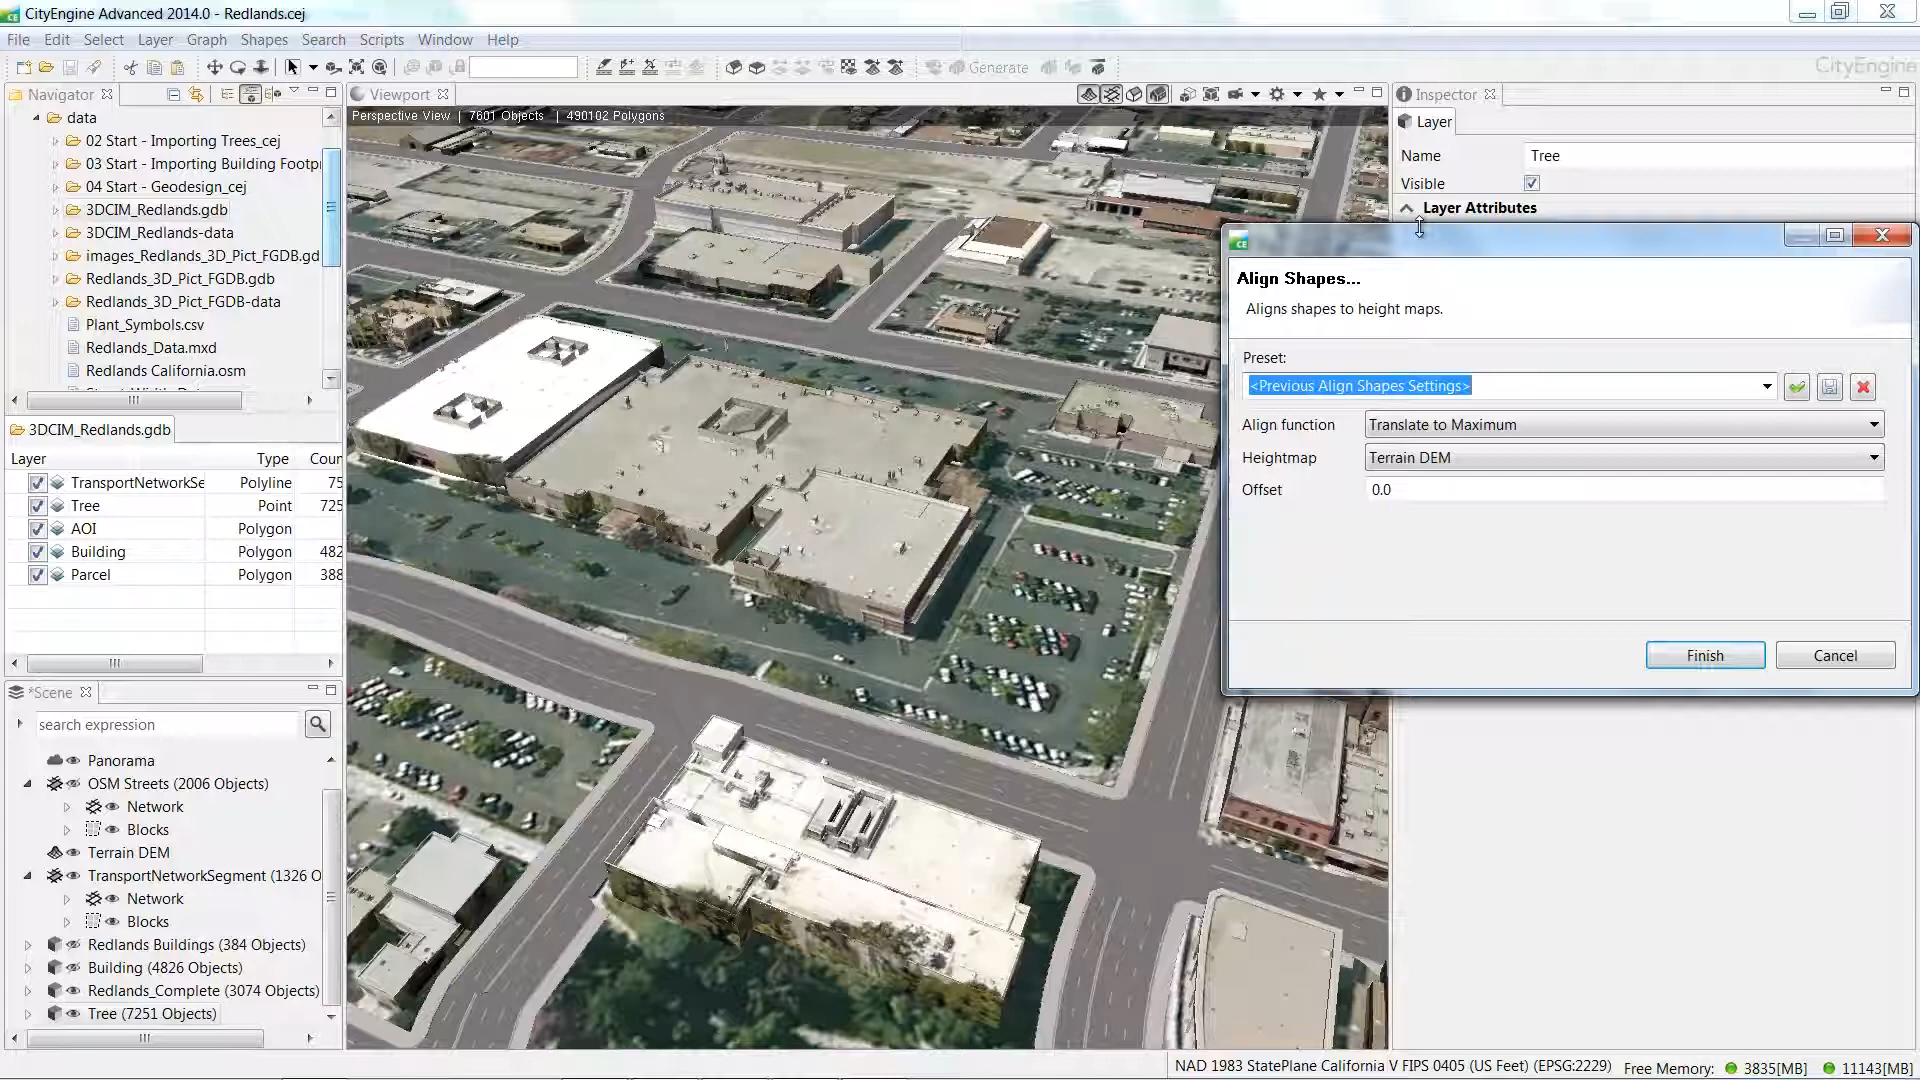 CityEngine Advanced 2014.0 - Redlands.cej
File Edit Select Layer Graph Shapes Search Scripts Window Help
Generate
CityEngine
Navigator
data
02 Start - Importing Trees_cej
03 Start - Importing Building Footpr
04 Start - Geodesign_cej
3DCIM_Redlands.gdb
3DCIM_Redlands-data
images_Redlands_3D_Pict_FGDB.gd
Redlands_3D_Pict_FGDB.gdb
Redlands_3D_Pict_FGDB-data
Plant_Symbols.csv
Redlands_Data.mxd
Redlands California.osm
3DCIM_Redlands.gdb
Layer Type Coun
TransportNetworkSe Polyline 75
Tree Point 725
AOI Polygon
Building Polygon 482
Parcel Polygon 388
*Scene
search expression
Panorama
OSM Streets (2006 Objects)
Network
Blocks
Terrain DEM
TransportNetworkSegment (1326 O
Network
Blocks
Redlands Buildings (384 Objects)
Building (4826 Objects)
Redlands_Complete (3074 Objects)
Tree (7251 Objects)
Viewport
Perspective View | 7601 Objects | 490102 Polygons
Inspector
Layer
Name Tree
Visible
Layer Attributes
Align Shapes...
Aligns shapes to height maps.
Preset:
<Previous Align Shapes Settings>
Align function Translate to Maximum
Heightmap Terrain DEM
Offset 0.0
Finish Cancel
NAD 1983 StatePlane California V FIPS 0405 (US Feet) (EPSG:2229) Free Memory: 3835[MB] 11143[MB]